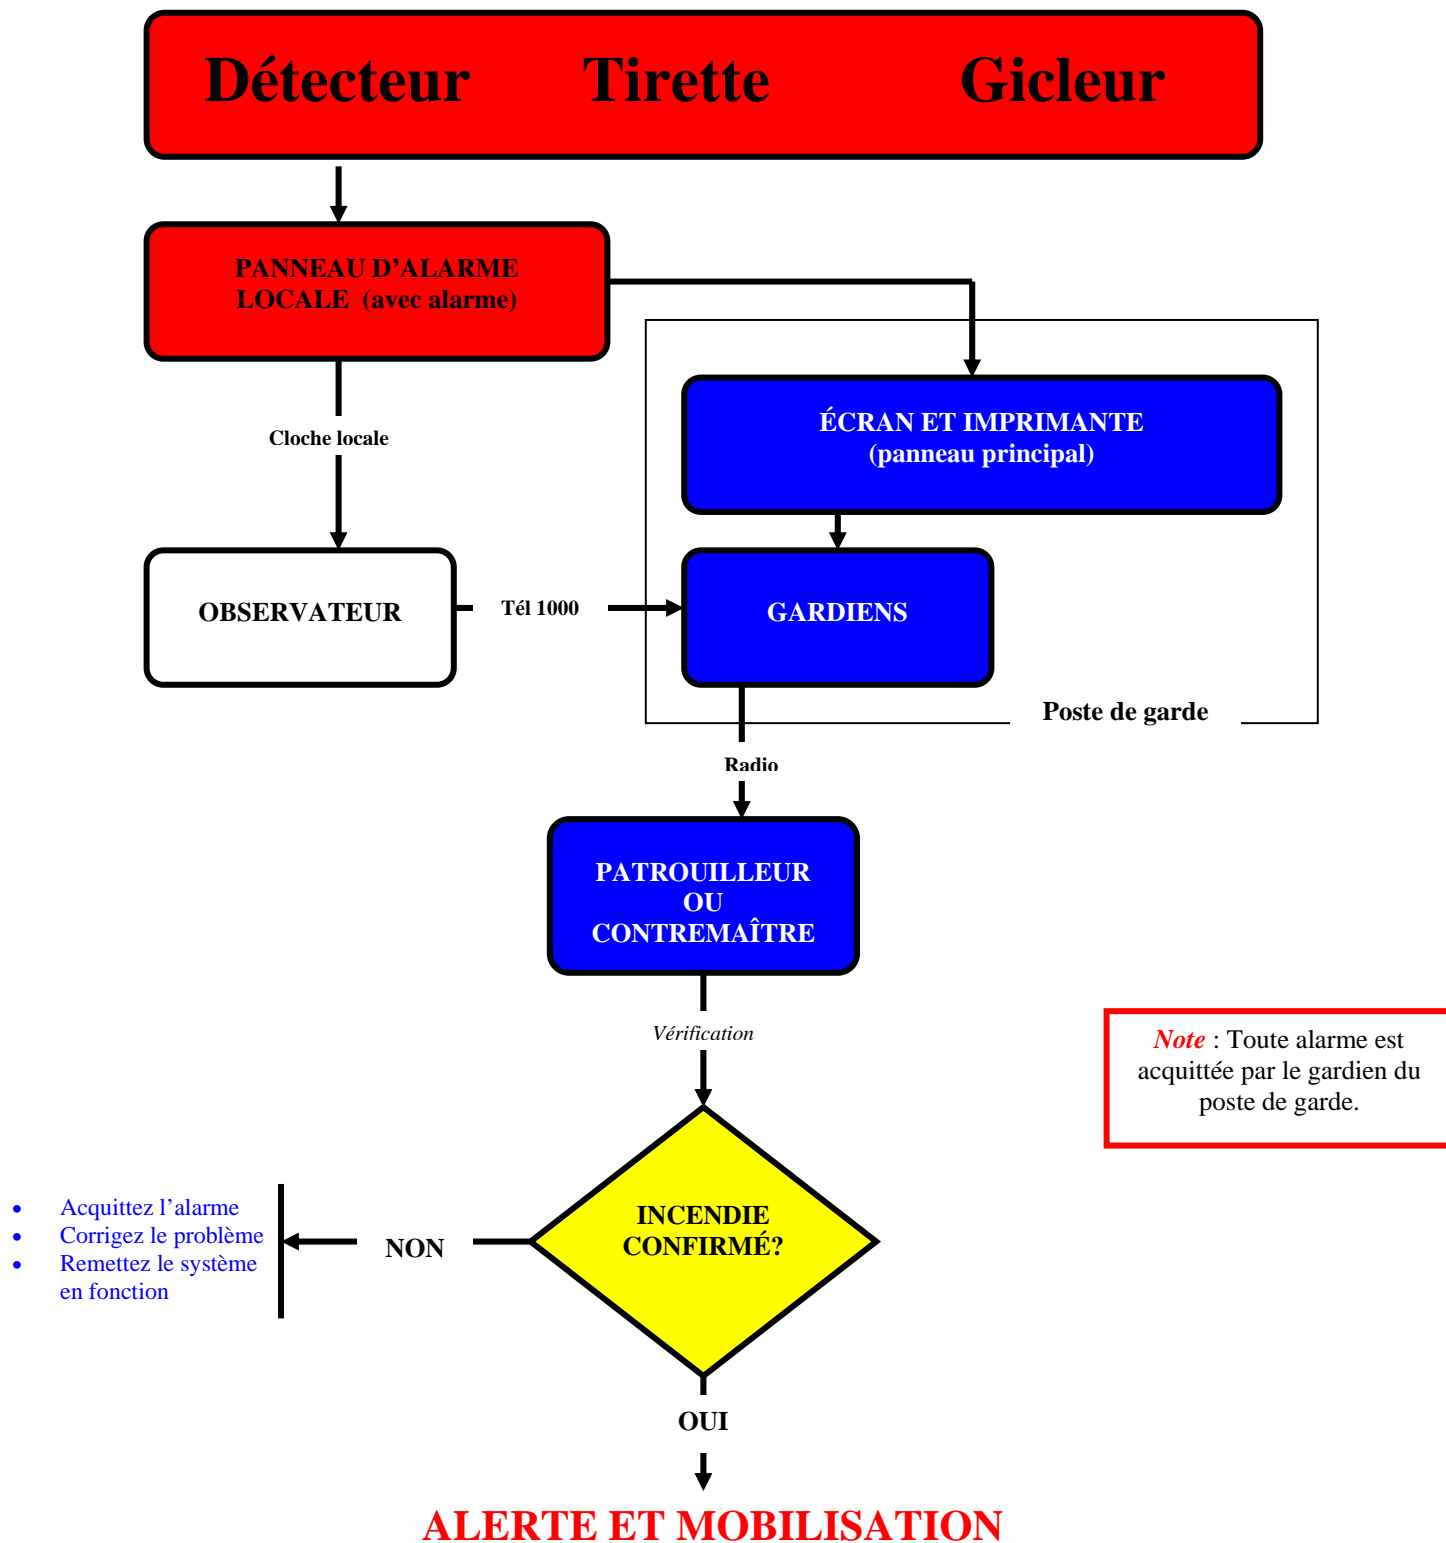 Détecteur Tirette Gicleur
PANNEAU D’ALARME
LOCALE (avec alarme)
Cloche locale
ÉCRAN ET IMPRIMANTE
(panneau principal)
OBSERVATEUR
Tél 1000
GARDIENS
Poste de garde
Radio
PATROUILLEUR
OU
CONTREMAÎTRE
Vérification
Note : Toute alarme est
acquittée par le gardien du
poste de garde.
INCENDIE
CONFIRMÉ?
NON
• Acquittez l’alarme
• Corrigez le problème
• Remettez le système
en fonction
OUI
ALERTE ET MOBILISATION